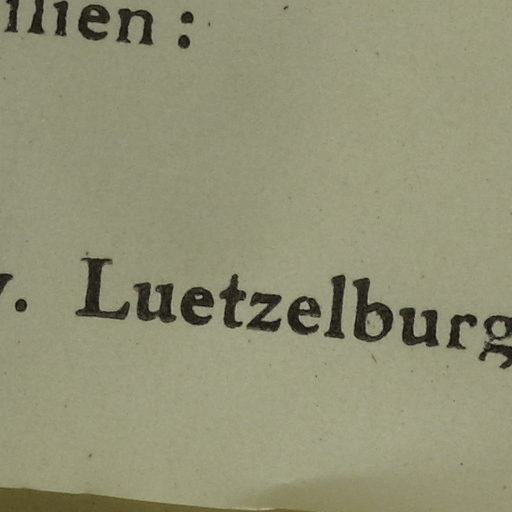 ilien :
v. Luetzelburg